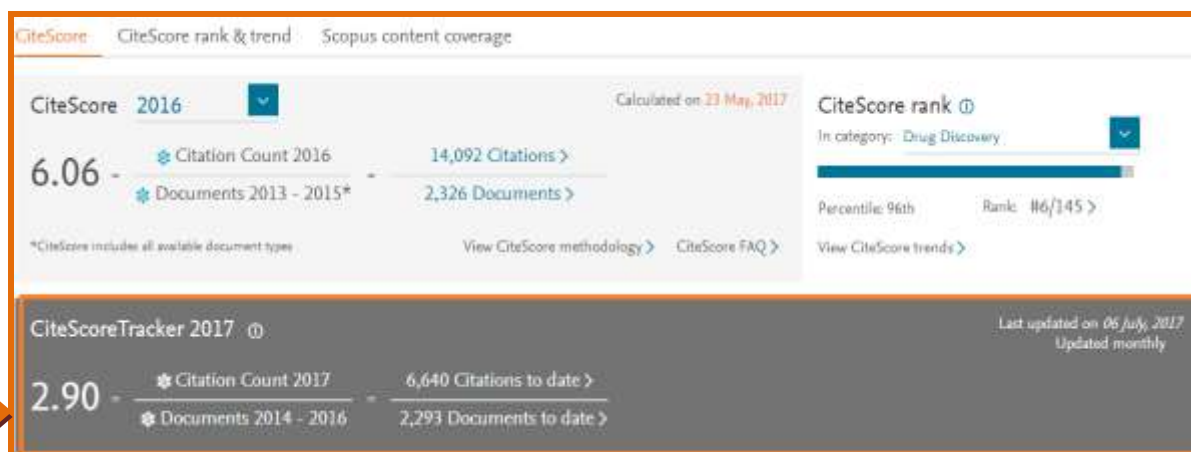 CiteScore CiteScore rank & trend Scopus content coverage
CiteScore 2016
Calculated on 23 May, 2017
6.06 = Citation Count 2016 = 14,092 Citations >
Documents 2013 - 2015* 2,326 Documents >
*CiteScore includes all available document types
View CiteScore methodology > CiteScore FAQ >
CiteScore rank
In category: Drug Discovery
Percentile: 96th Rank: #6/145 >
View CiteScore trends >
CiteScoreTracker 2017
Last updated on 06 July, 2017
Updated monthly
2.90 = Citation Count 2017 = 6,640 Citations to date >
Documents 2014 - 2016 2,293 Documents to date >